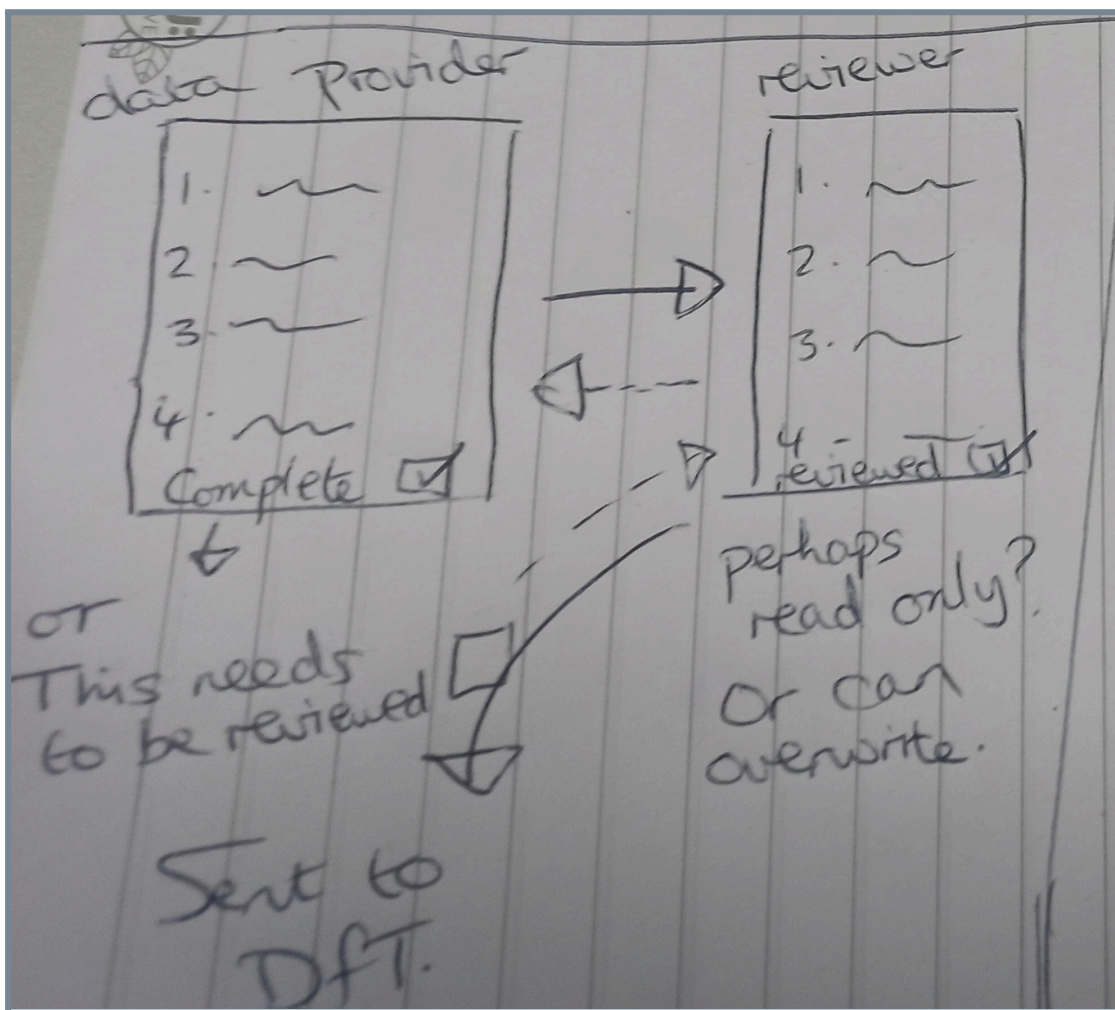 data Provider
1.
2.
3.
4.
Complete
or
This needs
to be reviewed
Sent to
DfT.
reviewer
1.
2.
3.
4
reviewed
perhaps
read only?
or can
overwrite.